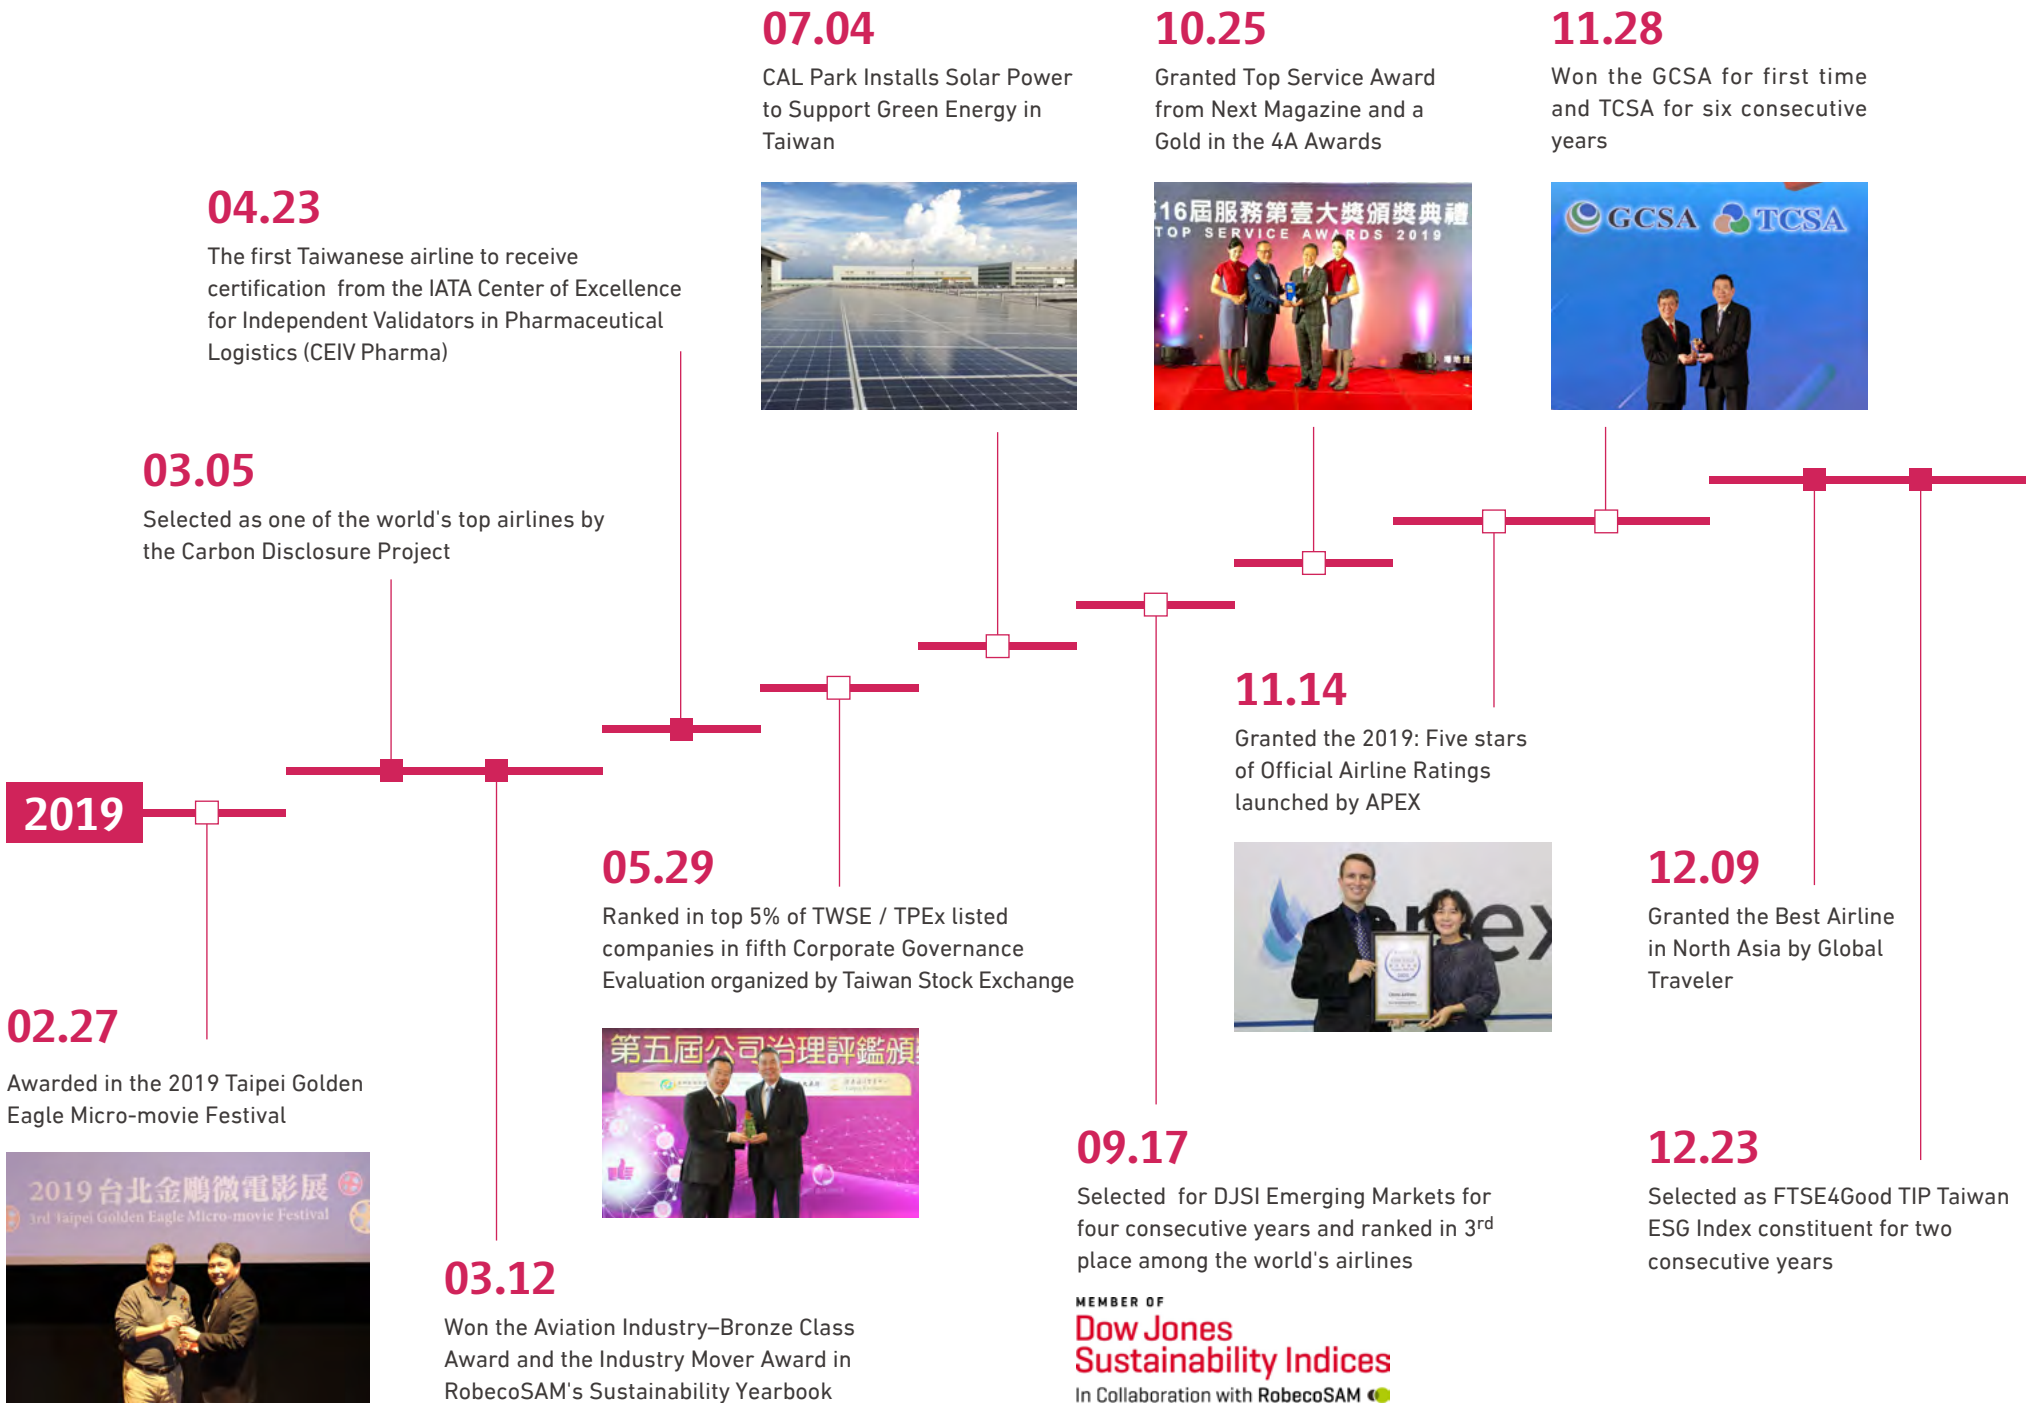 07.04
CAL Park Installs Solar Power
to Support Green Energy in
Taiwan
10.25
Granted Top Service Award
from Next Magazine and a
Gold in the 4A Awards
16屆服務第壹大獎頒獎典禮
TOP SERVICE AWARDS 2019
11.28
Won the GCSA for first time
and TCSA for six consecutive
years
GCSA TCSA
04.23
The first Taiwanese airline to receive
certification from the IATA Center of Excellence
for Independent Validators in Pharmaceutical
Logistics (CEIV Pharma)
03.05
Selected as one of the world's top airlines by
the Carbon Disclosure Project
2019
11.14
Granted the 2019: Five stars
of Official Airline Ratings
launched by APEX
05.29
Ranked in top 5% of TWSE / TPEx listed
companies in fifth Corporate Governance
Evaluation organized by Taiwan Stock Exchange
第五屆公司治理評鑑頒
12.09
Granted the Best Airline
in North Asia by Global
Traveler
02.27
Awarded in the 2019 Taipei Golden
Eagle Micro-movie Festival
2019台北金鵰微電影展
3rd Taipei Golden Eagle Micro-movie Festival
03.12
Won the Aviation Industry–Bronze Class
Award and the Industry Mover Award in
RobecoSAM's Sustainability Yearbook
09.17
Selected for DJSI Emerging Markets for
four consecutive years and ranked in 3rd
place among the world's airlines
MEMBER OF
Dow Jones
Sustainability Indices
In Collaboration with RobecoSAM
12.23
Selected as FTSE4Good TIP Taiwan
ESG Index constituent for two
consecutive years